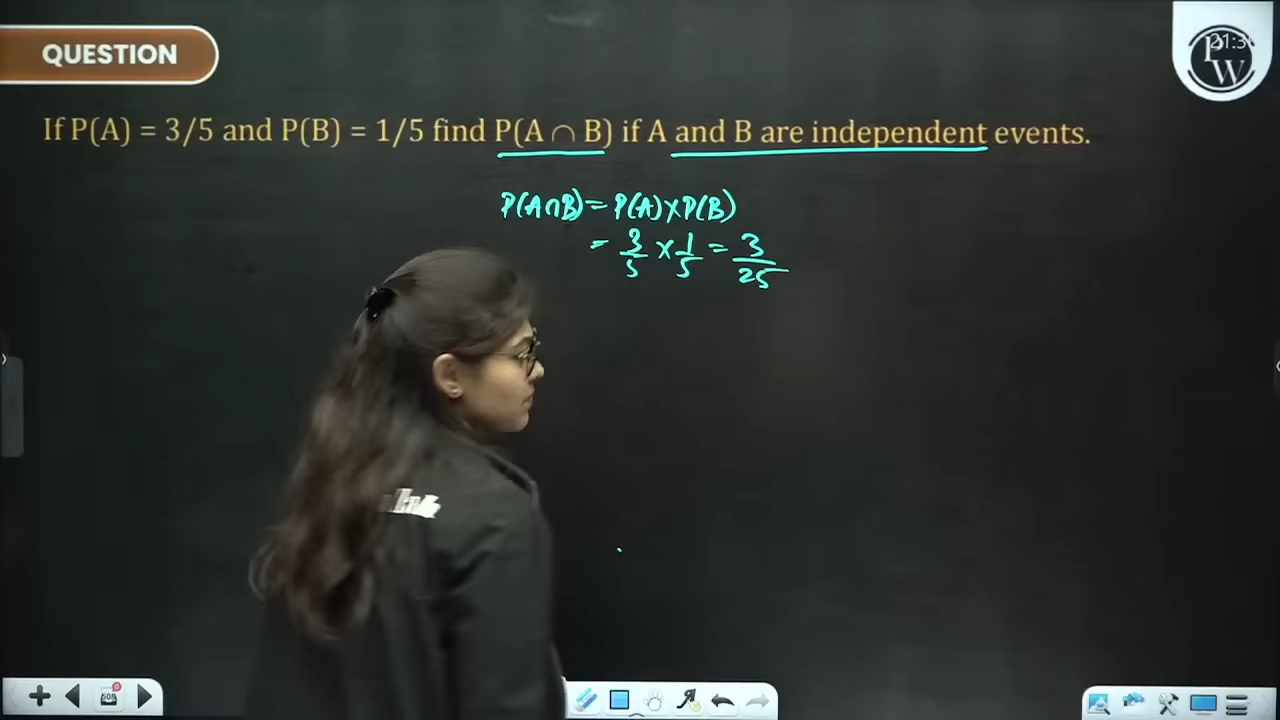 QUESTION
PW
If P(A) = 3/5 and P(B) = 1/5 find P(A ∩ B) if A and B are independent events.
P(A∩B) = P(A)×P(B)
= 3/5 × 1/5 = 3/25